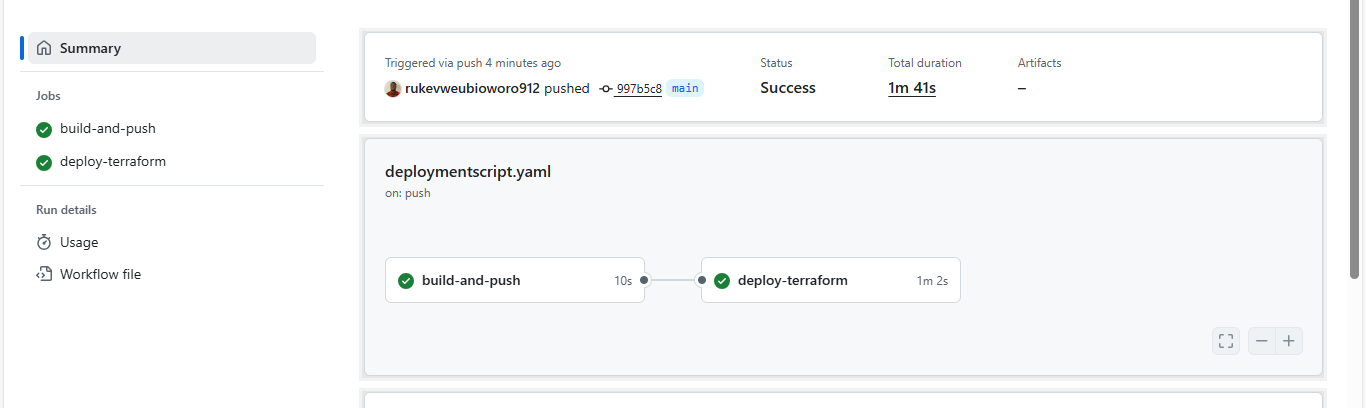 Summary
Jobs
build-and-push
deploy-terraform
Run details
Usage
Workflow file
Triggered via push 4 minutes ago
rukevweubioworo912 pushed 997b5c8 main
Status
Success
Total duration
1m 41s
Artifacts
–
deploymentscript.yaml
on: push
build-and-push 10s
deploy-terraform 1m 2s